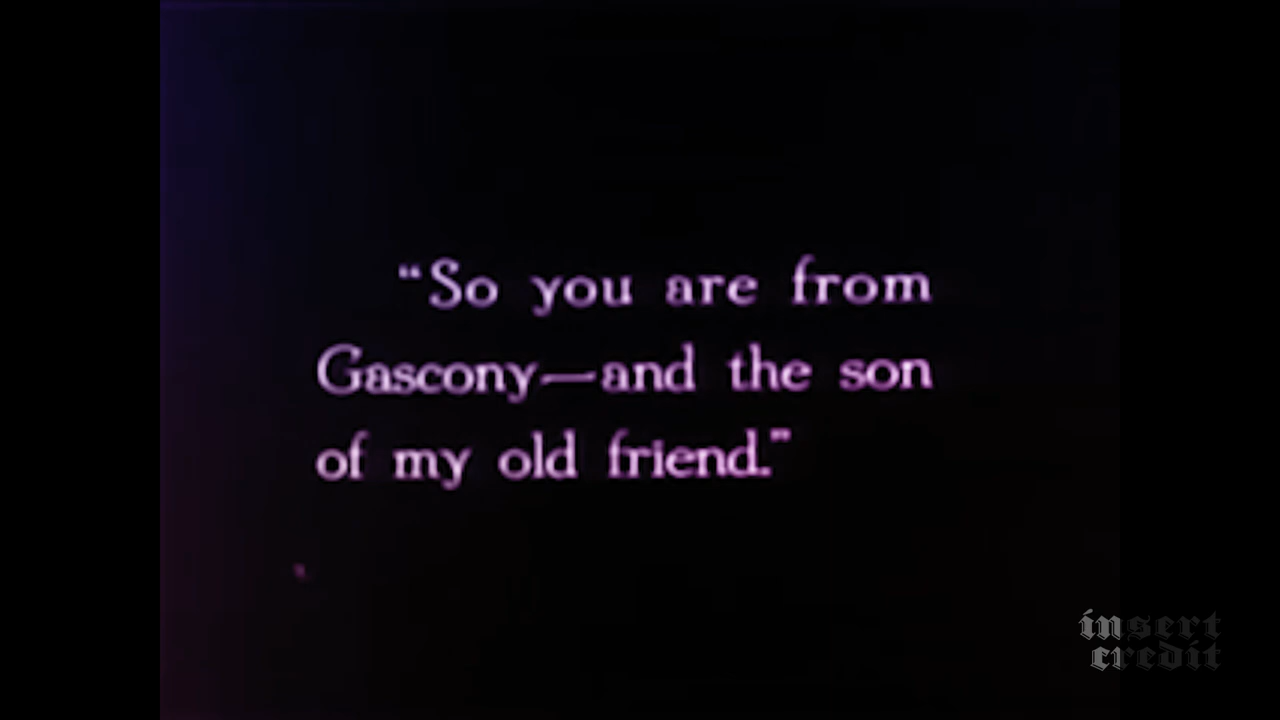 “So you are from
Gascony—and the son
of my old friend.”
insert
credit